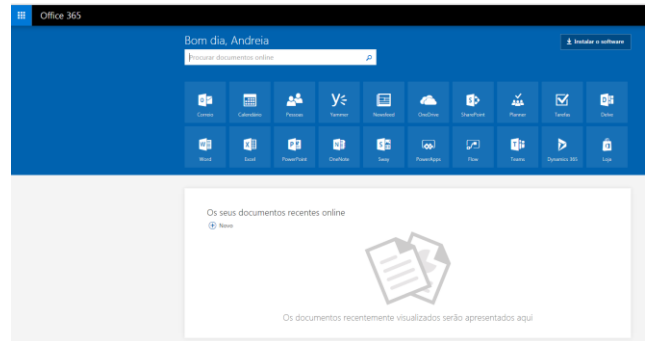 Office 365
Bom dia, Andreia
Instalar o software
Procurar documentos online
Correio Calendário Pessoas Yammer Newsfeed OneDrive SharePoint Planner Tarefas Delve
Word Excel PowerPoint OneNote Sway PowerApps Flow Teams Dynamics 365 Loja
Os seus documentos recentes online
Novo
Os documentos recentemente visualizados serão apresentados aqui